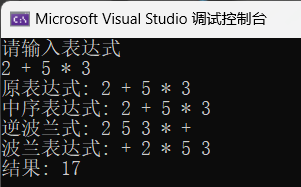 Microsoft Visual Studio 调试控制台
请输入表达式
2 + 5 * 3
原表达式: 2 + 5 * 3
中序表达式: 2 + 5 * 3
逆波兰式: 2 5 3 * +
波兰表达式: + 2 * 5 3
结果: 17